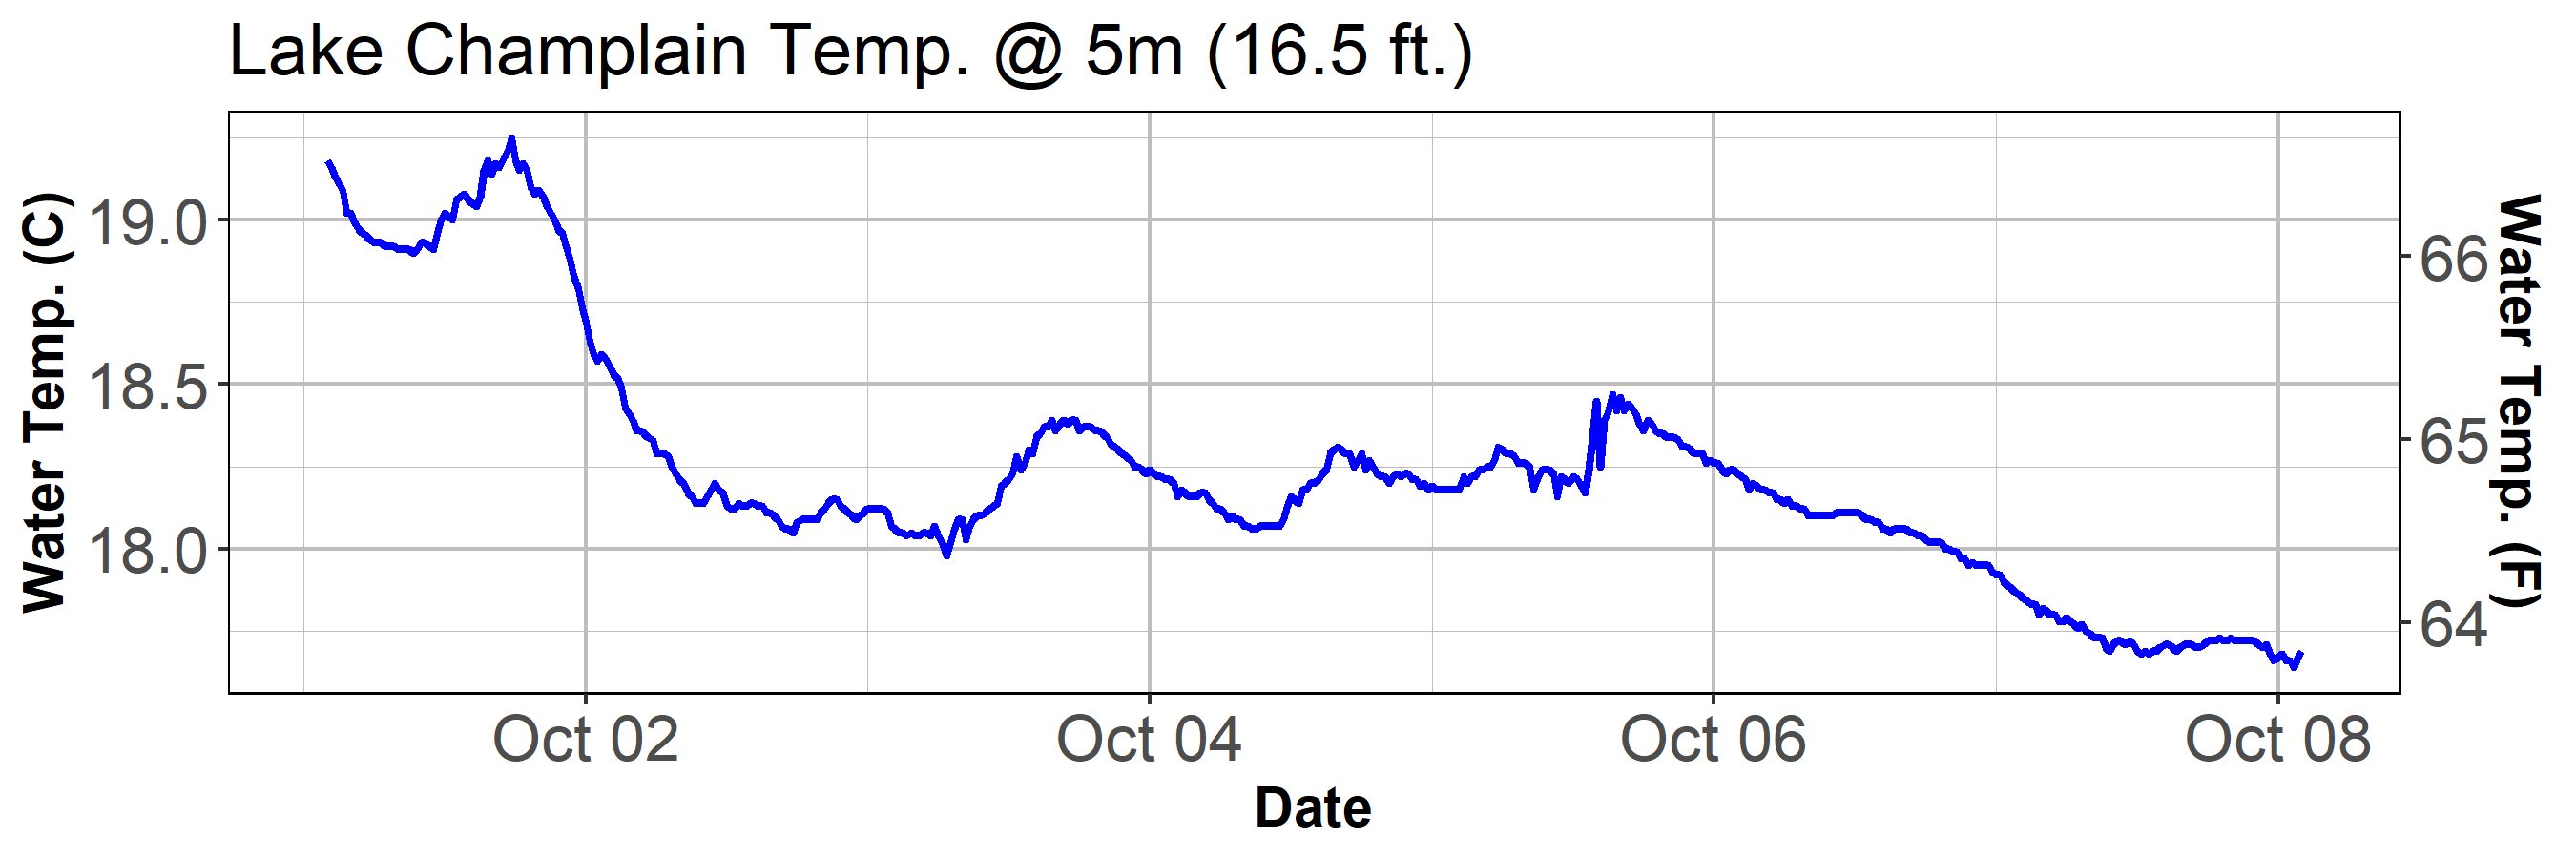 Lake Champlain Temp. @ 5m (16.5 ft.)
Water Temp. (C)
19.0
18.5
18.0
66
65
64
Water Temp. (F)
Oct 02 Oct 04 Oct 06 Oct 08
Date